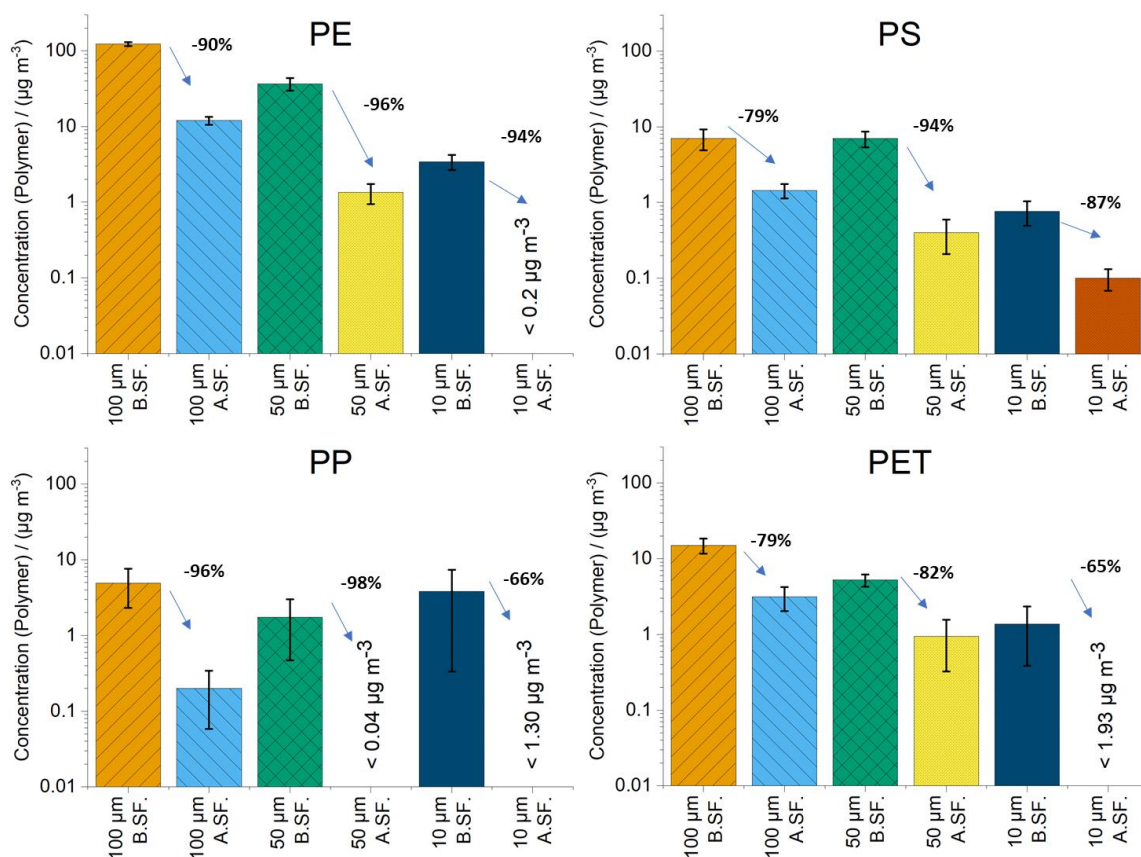 PE
Concentration (Polymer) / (µg m⁻³)
100
10
1
0.1
0.01
-90%
-96%
-94%
< 0.2 µg m⁻³
100 µm
B.SF.
100 µm
A.SF.
50 µm
B.SF.
50 µm
A.SF.
10 µm
B.SF.
10 µm
A.SF.
PS
Concentration (Polymer) / (µg m⁻³)
100
10
1
0.1
0.01
-79%
-94%
-87%
100 µm
B.SF.
100 µm
A.SF.
50 µm
B.SF.
50 µm
A.SF.
10 µm
B.SF.
10 µm
A.SF.
PP
Concentration (Polymer) / (µg m⁻³)
100
10
1
0.1
0.01
-96%
-98%
-66%
< 0.04 µg m⁻³
< 1.30 µg m⁻³
100 µm
B.SF.
100 µm
A.SF.
50 µm
B.SF.
50 µm
A.SF.
10 µm
B.SF.
10 µm
A.SF.
PET
Concentration (Polymer) / (µg m⁻³)
100
10
1
0.1
0.01
-79%
-82%
-65%
< 1.93 µg m⁻³
100 µm
B.SF.
100 µm
A.SF.
50 µm
B.SF.
50 µm
A.SF.
10 µm
B.SF.
10 µm
A.SF.